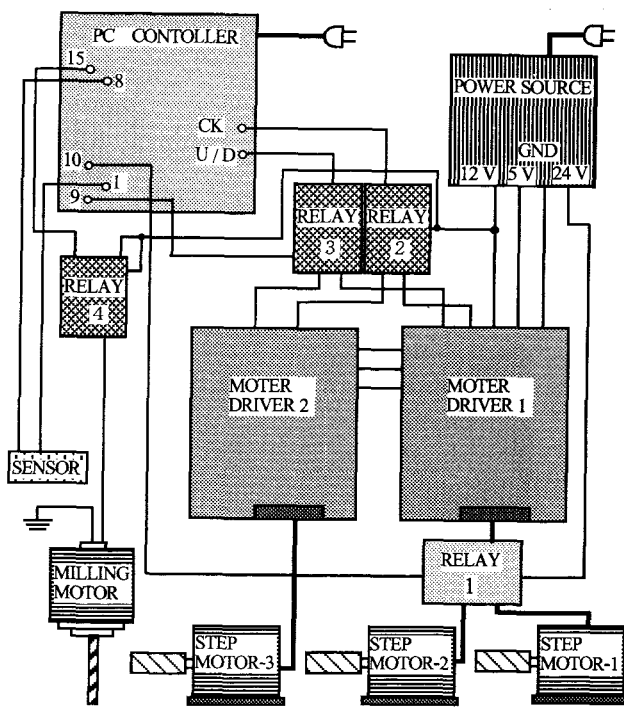 PC CONTOLLER
15
8
CK
U / D
10
1
9
POWER SOURCE
GND
12 V 5 V 24 V
RELAY
3
RELAY
2
RELAY
4
MOTER
DRIVER 2
MOTER
DRIVER 1
SENSOR
MILLING
MOTOR
RELAY
1
STEP
MOTOR-3
STEP
MOTOR-2
STEP
MOTOR-1